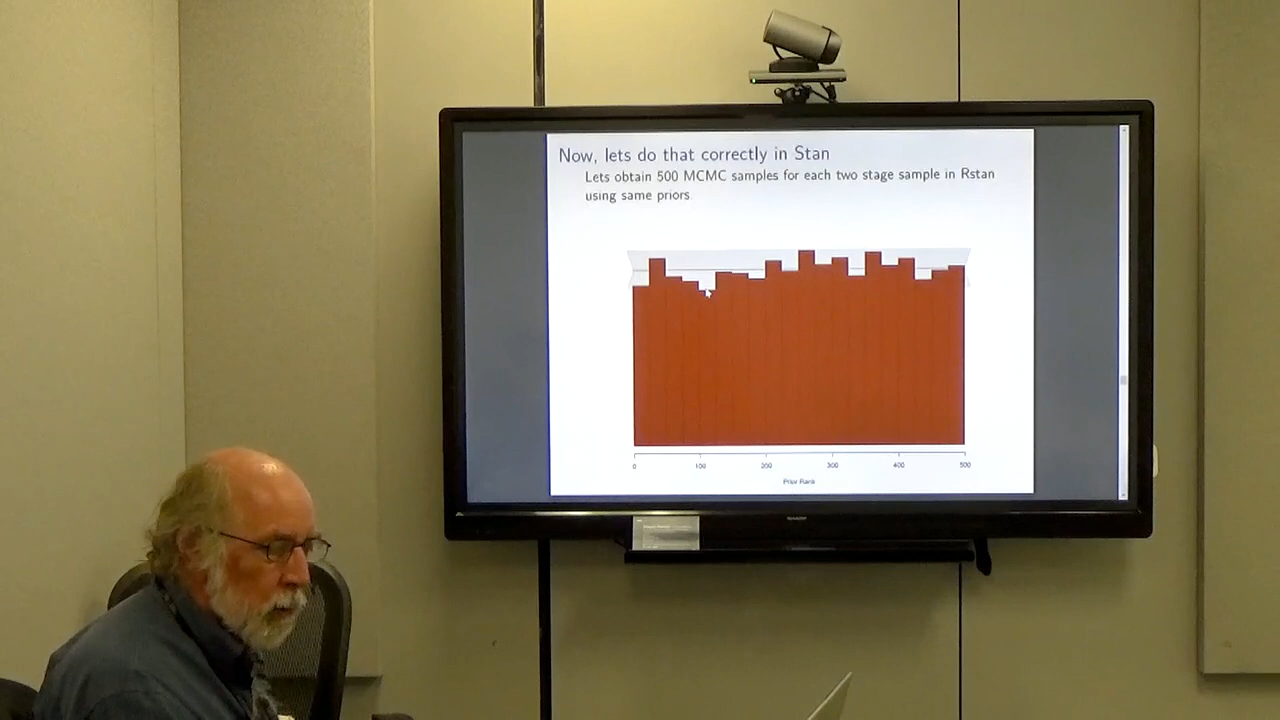 Now, lets do that correctly in Stan
Lets obtain 500 MCMC samples for each two stage sample in Rstan
using same priors
0 100 200 300 400 500
Prior Rank
SHARP